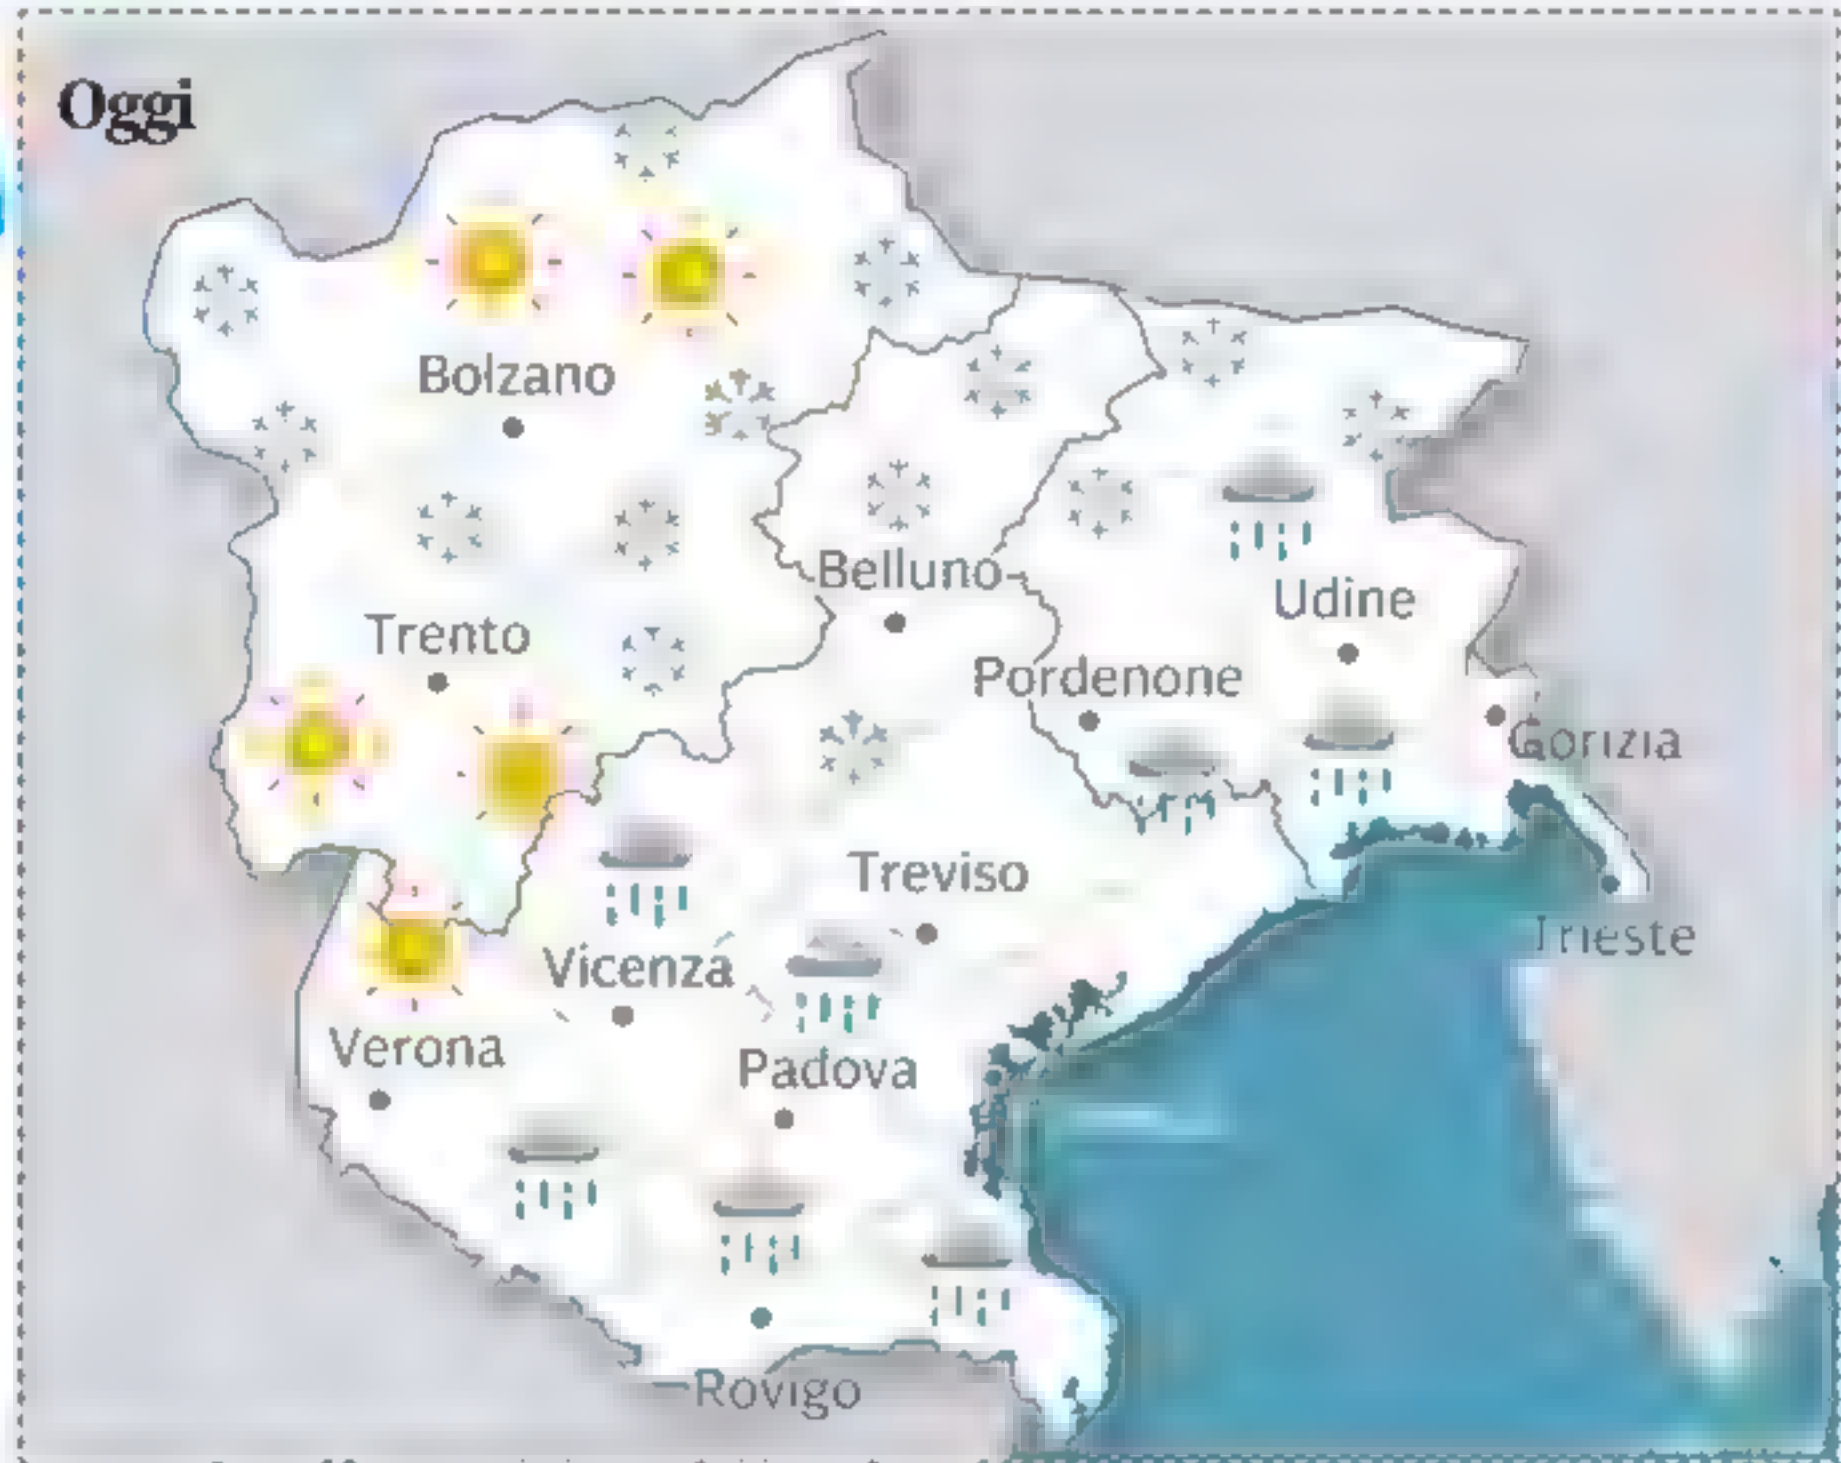 Oggi
Bolzano
Belluno
Udine
Trento
Pordenone
Gorizia
Treviso
Trieste
Vicenza
Verona
Padova
Rovigo